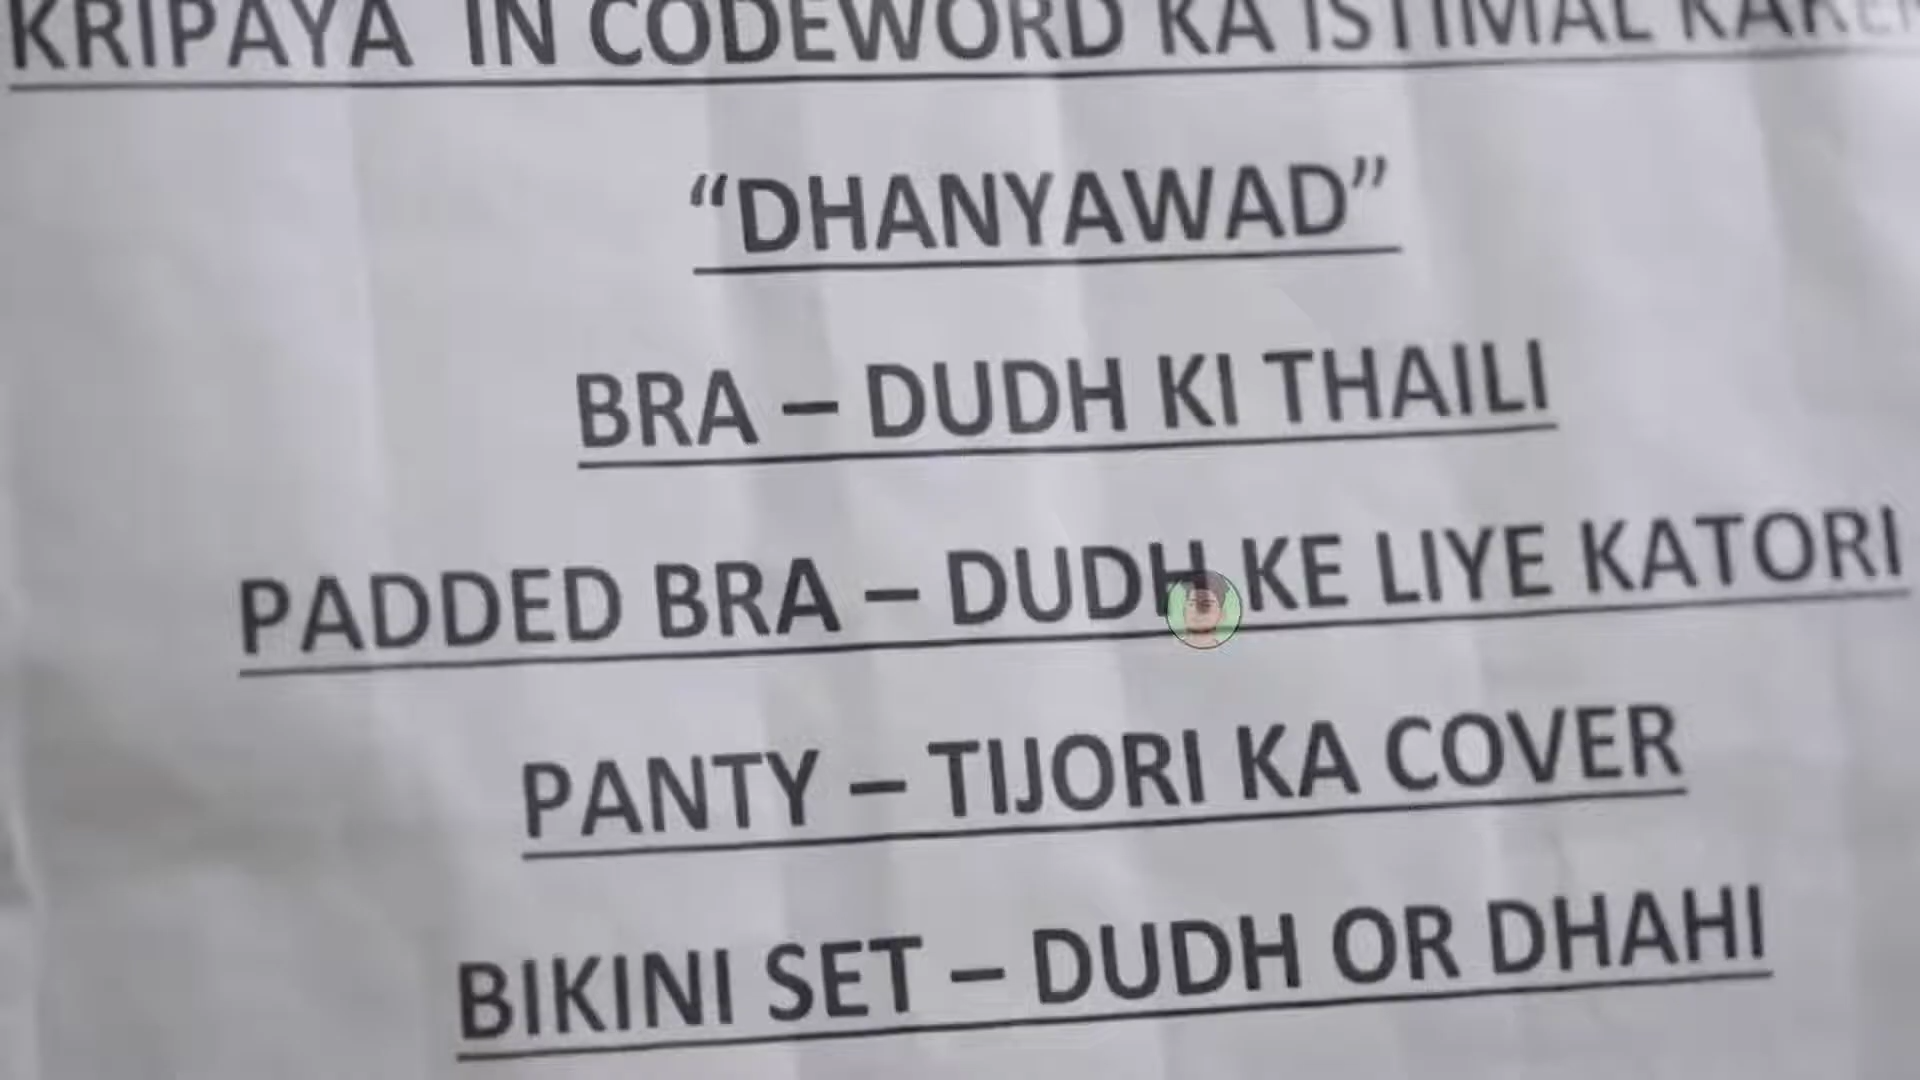 KRIPAYA IN CODEWORD KA ISTIMAL KAREN
"DHANYAWAD"
BRA – DUDH KI THAILI
PADDED BRA – DUDH KE LIYE KATORI
PANTY – TIJORI KA COVER
BIKINI SET – DUDH OR DHAHI